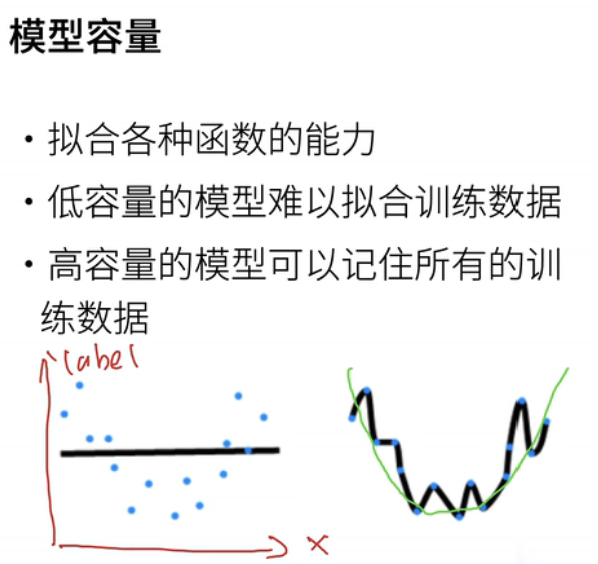 模型容量
• 拟合各种函数的能力
• 低容量的模型难以拟合训练数据
• 高容量的模型可以记住所有的训
练数据
label
x